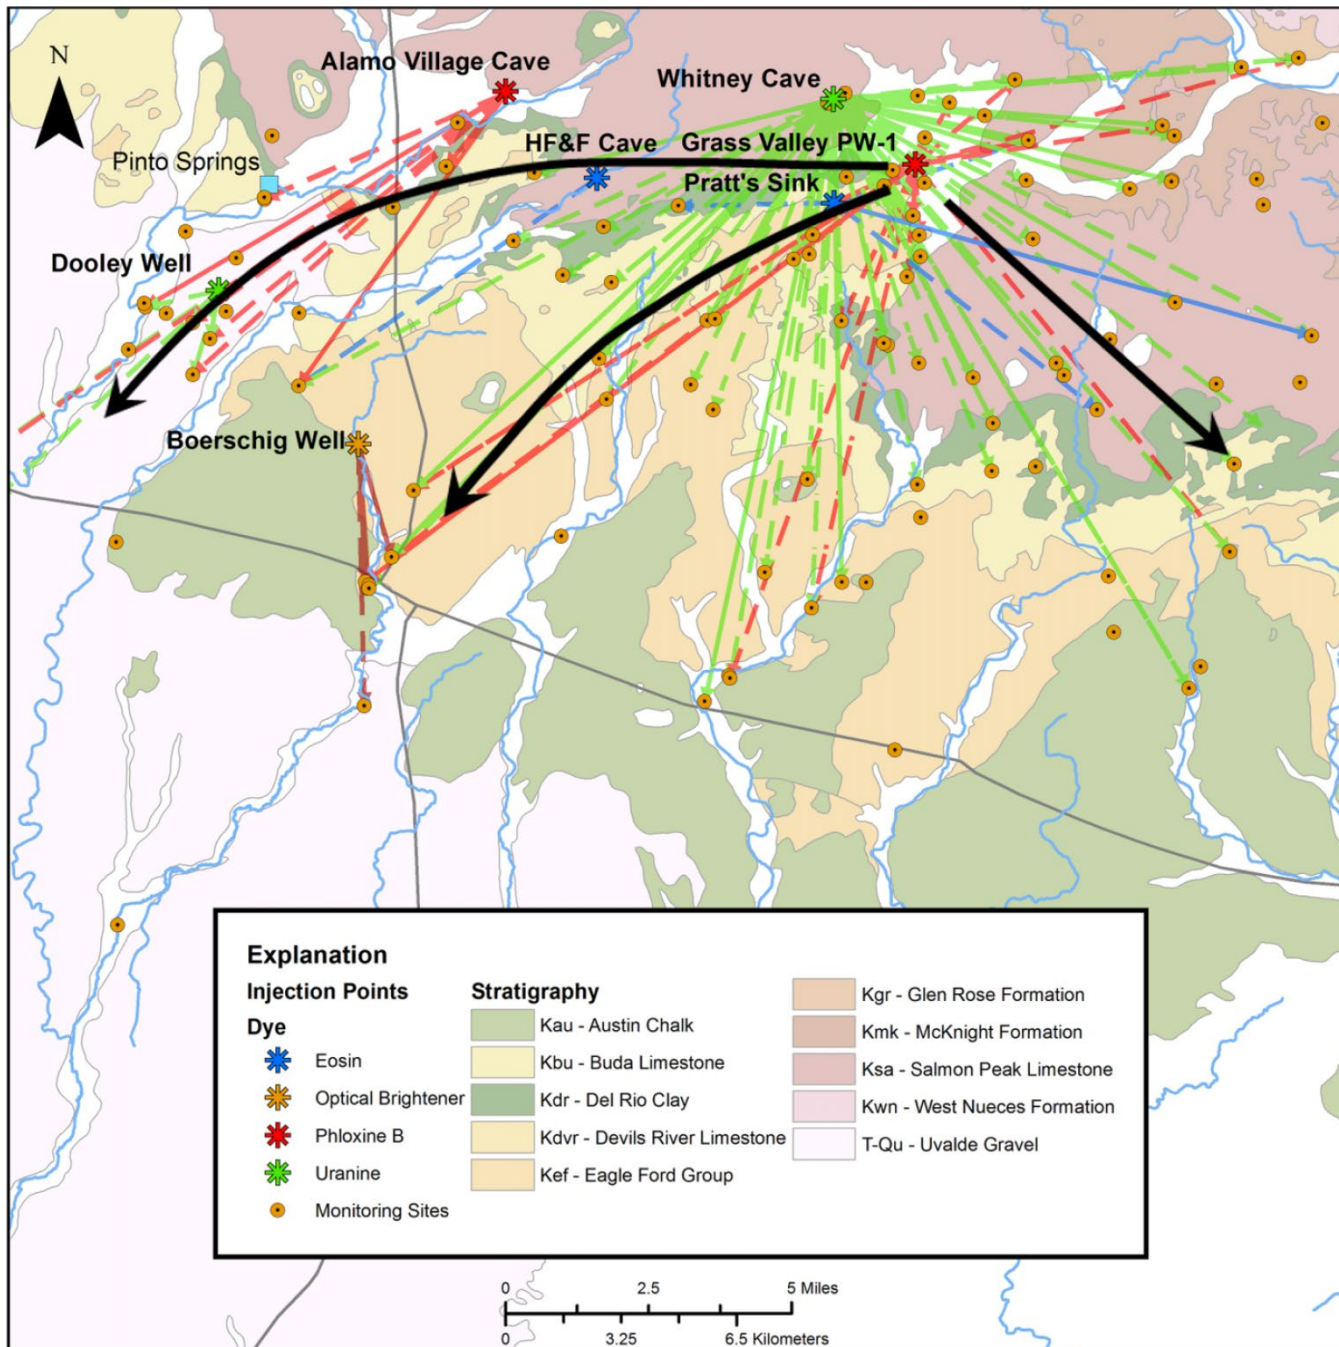 N
Alamo Village Cave
Whitney Cave
HF&F Cave
Grass Valley PW-1
Pinto Springs
Pratt's Sink
Dooley Well
Boerschig Well
Explanation
Injection Points
Dye
Eosin
Optical Brightener
Phloxine B
Uranine
Monitoring Sites
Stratigraphy
Kau - Austin Chalk
Kbu - Buda Limestone
Kdr - Del Rio Clay
Kdvr - Devils River Limestone
Kef - Eagle Ford Group
Kgr - Glen Rose Formation
Kmk - McKnight Formation
Ksa - Salmon Peak Limestone
Kwn - West Nueces Formation
T-Qu - Uvalde Gravel
0 2.5 5 Miles
0 3.25 6.5 Kilometers